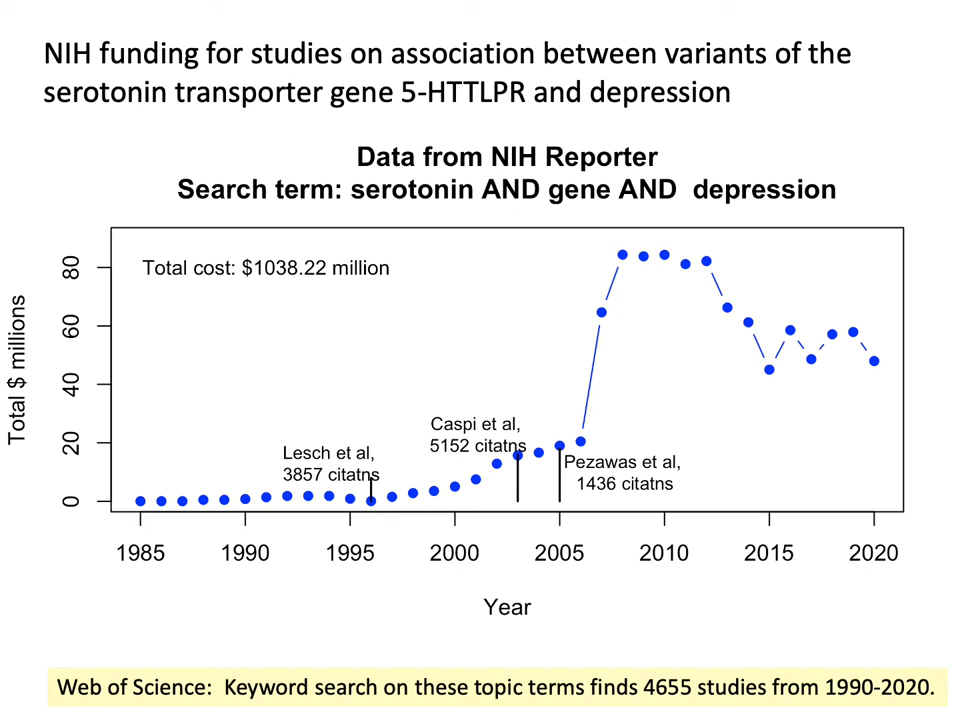 NIH funding for studies on association between variants of the
serotonin transporter gene 5-HTTLPR and depression
Data from NIH Reporter
Search term: serotonin AND gene AND depression
Total cost: $1038.22 million
Total $ millions
80
60
40
20
0
Lesch et al,
3857 citatns
Caspi et al,
5152 citatns
Pezawas et al,
1436 citatns
1985 1990 1995 2000 2005 2010 2015 2020
Year
Web of Science: Keyword search on these topic terms finds 4655 studies from 1990-2020.